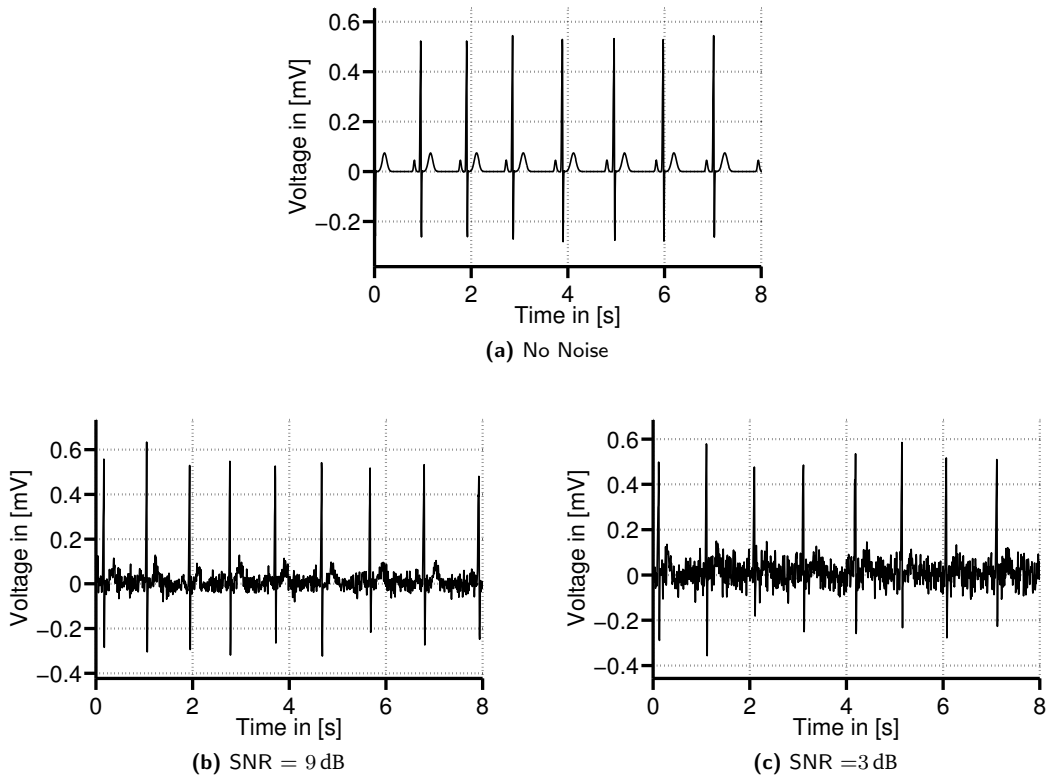 0.6
0.4
0.2
0
−0.2
Voltage in [mV]
0 2 4 6 8
Time in [s]
(a) No Noise
0.6
0.4
0.2
0
−0.2
−0.4
Voltage in [mV]
0 2 4 6 8
Time in [s]
(b) SNR = 9 dB
0.6
0.4
0.2
0
−0.2
−0.4
Voltage in [mV]
0 2 4 6 8
Time in [s]
(c) SNR =3 dB